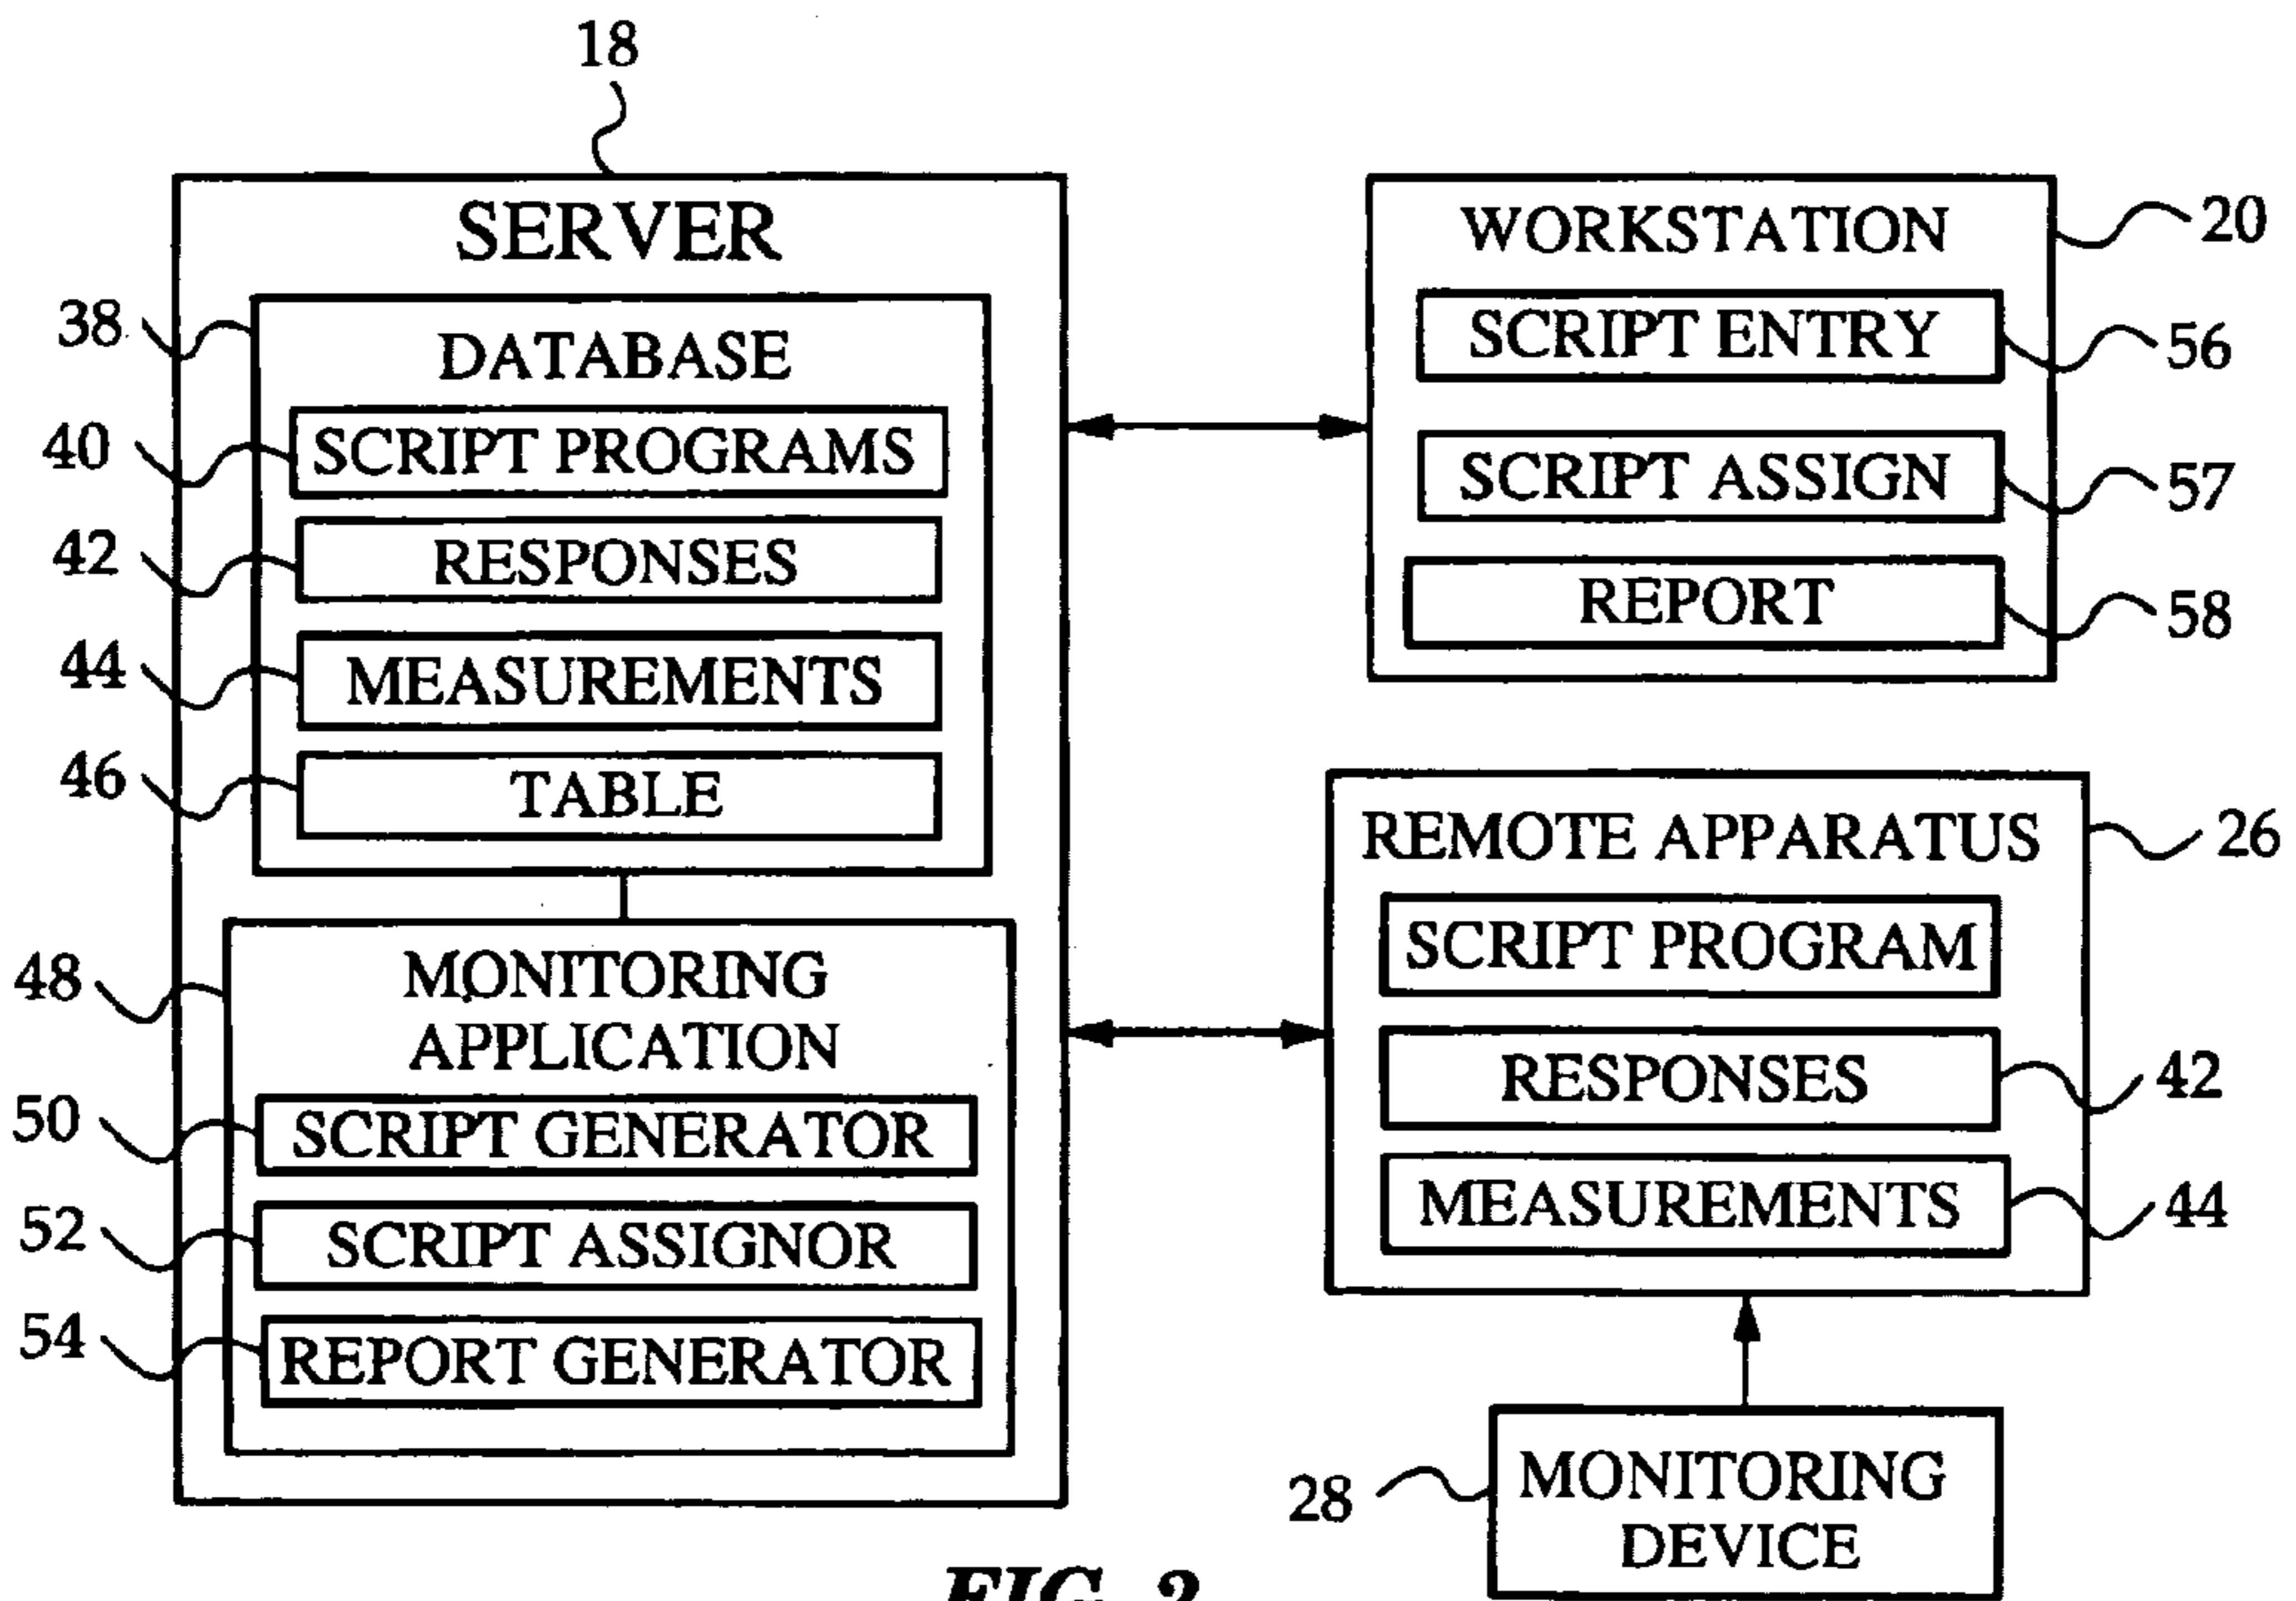 18
SERVER
38
DATABASE
40
SCRIPT PROGRAMS
42
RESPONSES
44
MEASUREMENTS
46
TABLE
48
MONITORING
APPLICATION
50
SCRIPT GENERATOR
52
SCRIPT ASSIGNOR
54
REPORT GENERATOR
WORKSTATION
20
SCRIPT ENTRY
56
SCRIPT ASSIGN
57
REPORT
58
REMOTE APPARATUS
26
SCRIPT PROGRAM
RESPONSES
42
MEASUREMENTS
44
28
MONITORING
DEVICE
FIG.